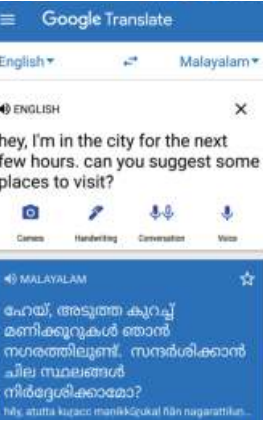 Google Translate
English
Malayalam
ENGLISH
hey, I'm in the city for the next
few hours. can you suggest some
places to visit?
Camera Handwriting Conversation Voice
MALAYALAM
ഹേയ്, അടുത്ത കുറച്ച്
മണിക്കൂറുകൾ ഞാൻ
നഗരത്തിലുണ്ട്. സന്ദർശിക്കാൻ
ചില സ്ഥലങ്ങൾ
നിർദ്ദേശിക്കാമോ?
hēy, aṭutta kuṟacc maṇikkūṟukaḷ ñān nagarattiluṇ...